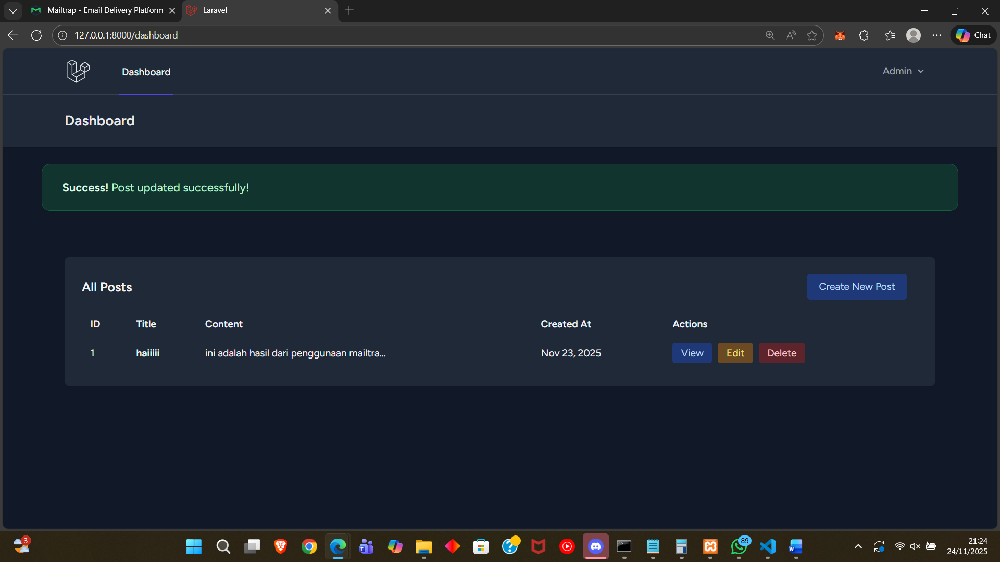 Mailtrap - Email Delivery Platform
Laravel
127.0.0.1:8000/dashboard
Chat
Dashboard
Admin
Dashboard
Success! Post updated successfully!
All Posts
Create New Post
ID Title Content Created At Actions
1 haiiiii ini adalah hasil dari penggunaan mailtra... Nov 23, 2025 View Edit Delete
3
89
21:24
24/11/2025